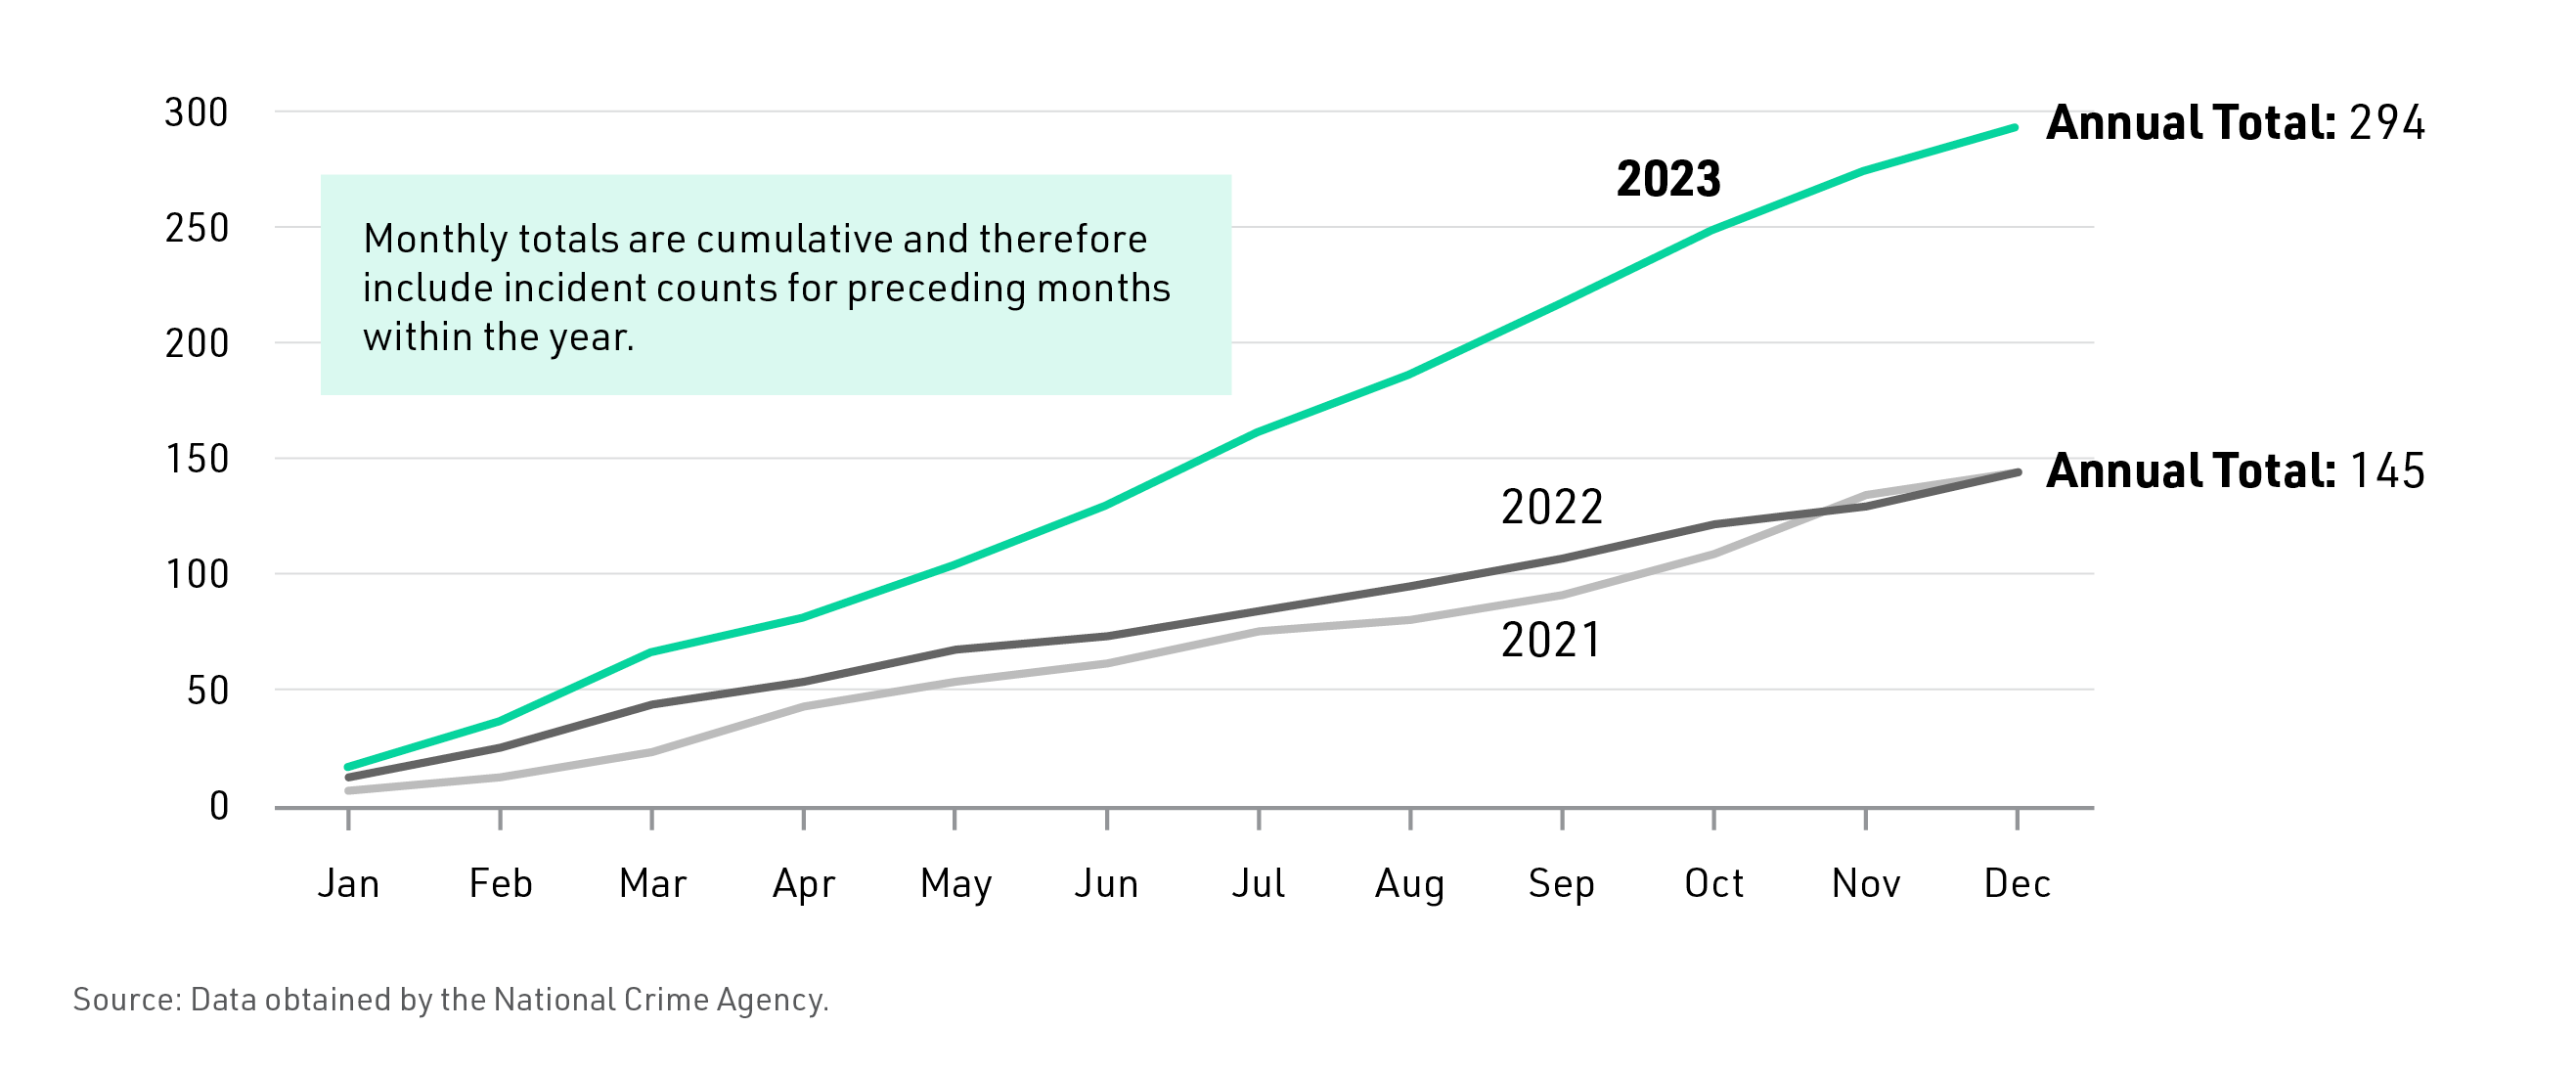 300
Annual Total: 294
2023
250
Monthly totals are cumulative and therefore
include incident counts for preceding months
within the year.
200
150
Annual Total: 145
2022
100
2021
50
0
Jan Feb Mar Apr May Jun Jul Aug Sep Oct Nov Dec
Source: Data obtained by the National Crime Agency.